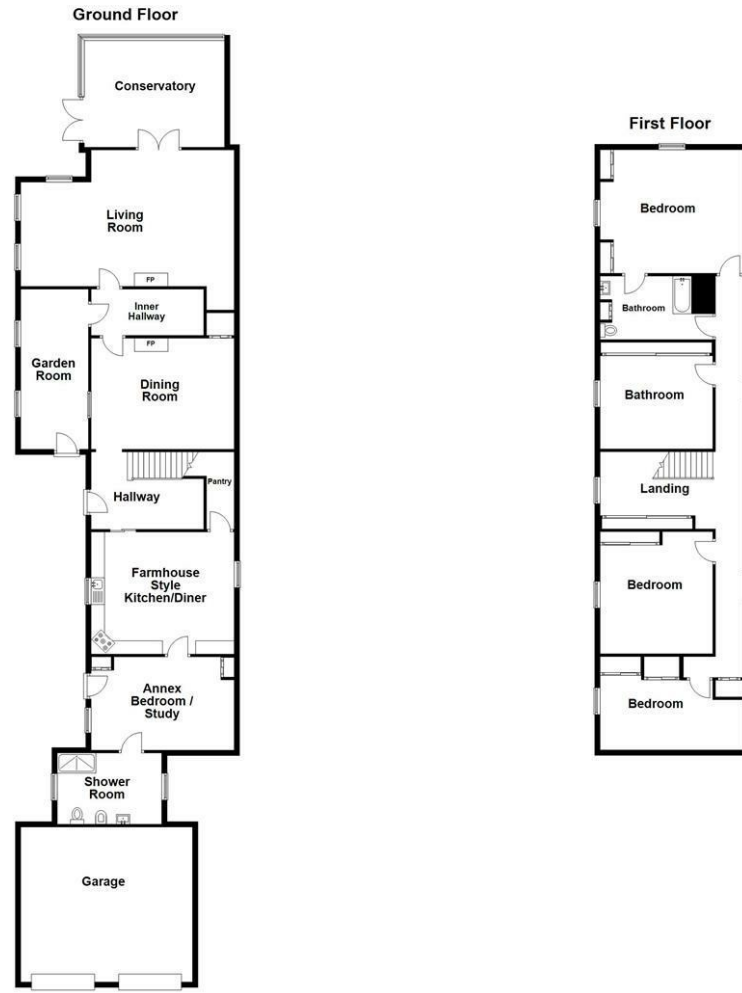 Ground Floor
Conservatory
Living
Room
FP
Inner
Hallway
FP
Garden
Room
Dining
Room
Pantry
Hallway
Farmhouse
Style
Kitchen/Diner
Annex
Bedroom /
Study
Shower
Room
Garage
First Floor
Bedroom
Bathroom
Bathroom
Landing
Bedroom
Bedroom